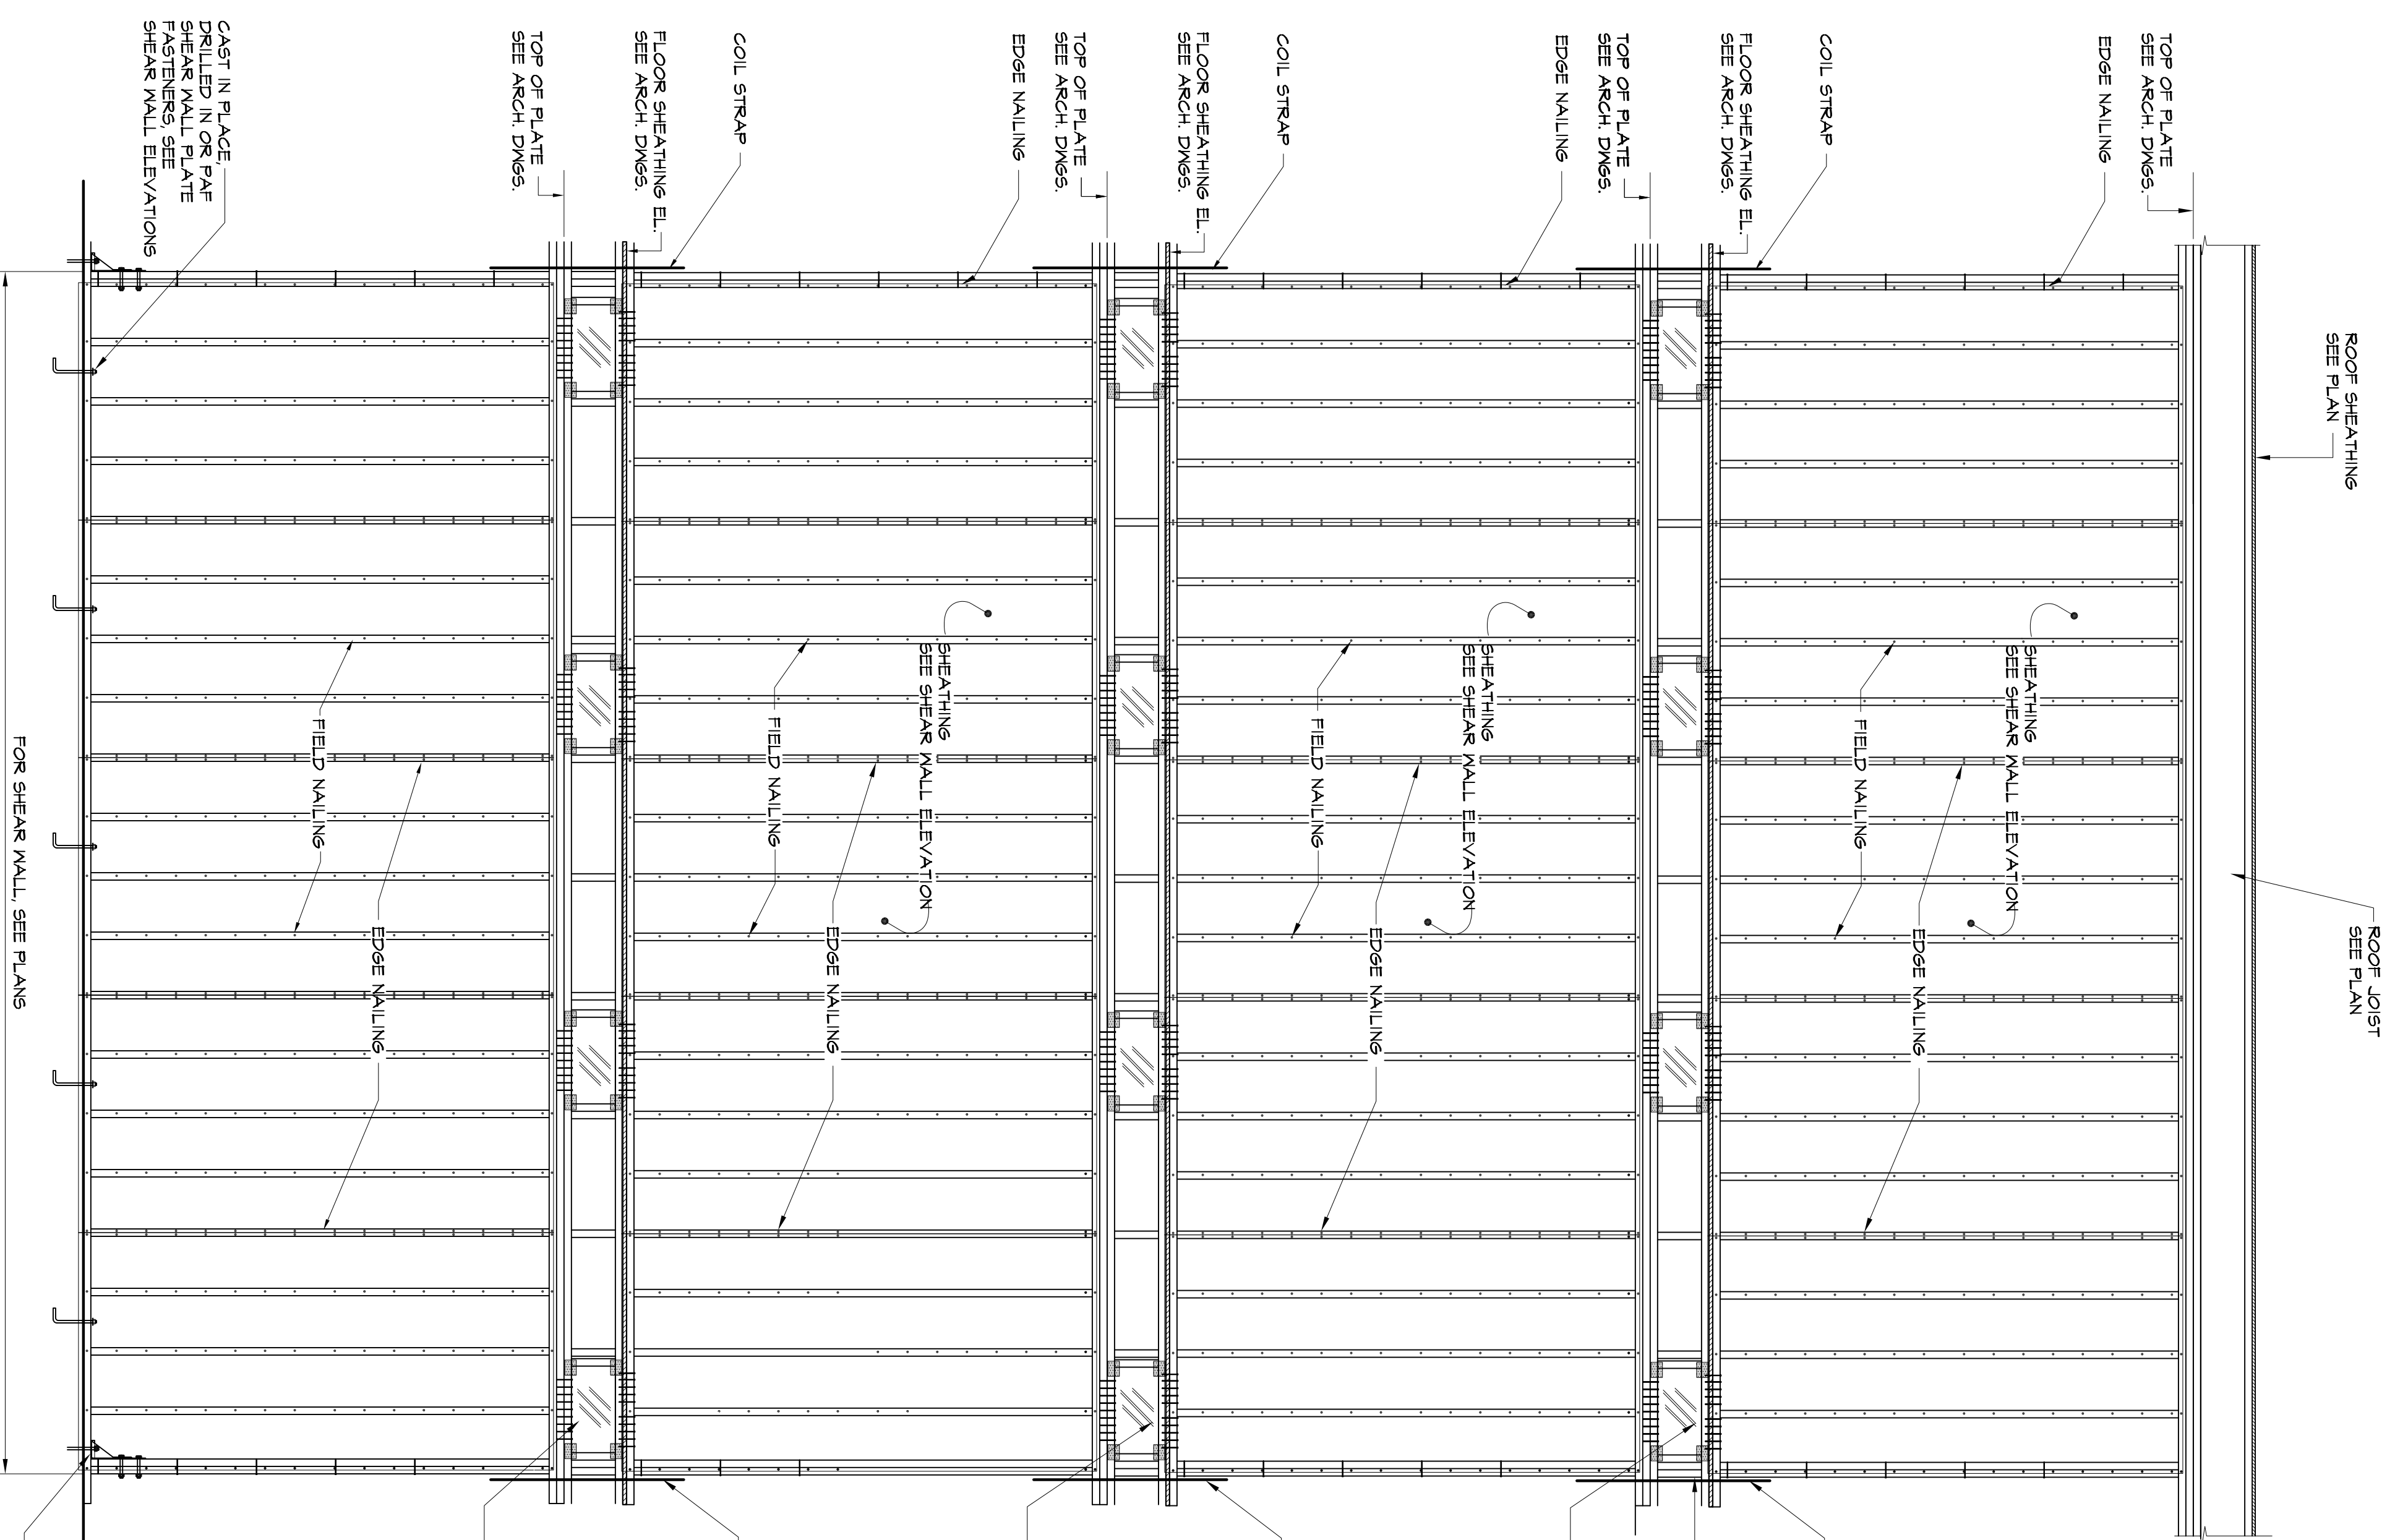 ROOF SHEATHING
SEE PLAN
ROOF JOIST
SEE PLAN
TOP OF PLATE
SEE ARCH. DWGS.
EDGE NAILING
SHEATHING
SEE SHEAR WALL ELEVATION
FIELD NAILING
EDGE NAILING
COIL STRAP
FLOOR SHEATHING EL.
SEE ARCH. DWGS.
TOP OF PLATE
SEE ARCH. DWGS.
EDGE NAILING
SHEATHING
SEE SHEAR WALL ELEVATION
FIELD NAILING
EDGE NAILING
COIL STRAP
FLOOR SHEATHING EL.
SEE ARCH. DWGS.
TOP OF PLATE
SEE ARCH. DWGS.
EDGE NAILING
SHEATHING
SEE SHEAR WALL ELEVATION
FIELD NAILING
EDGE NAILING
COIL STRAP
FLOOR SHEATHING EL.
SEE ARCH. DWGS.
TOP OF PLATE
SEE ARCH. DWGS.
FIELD NAILING
EDGE NAILING
CAST IN PLACE,
DRILLED IN OR PAF
SHEAR WALL PLATE
FASTENERS, SEE
SHEAR WALL ELEVATIONS
FOR SHEAR WALL, SEE PLANS